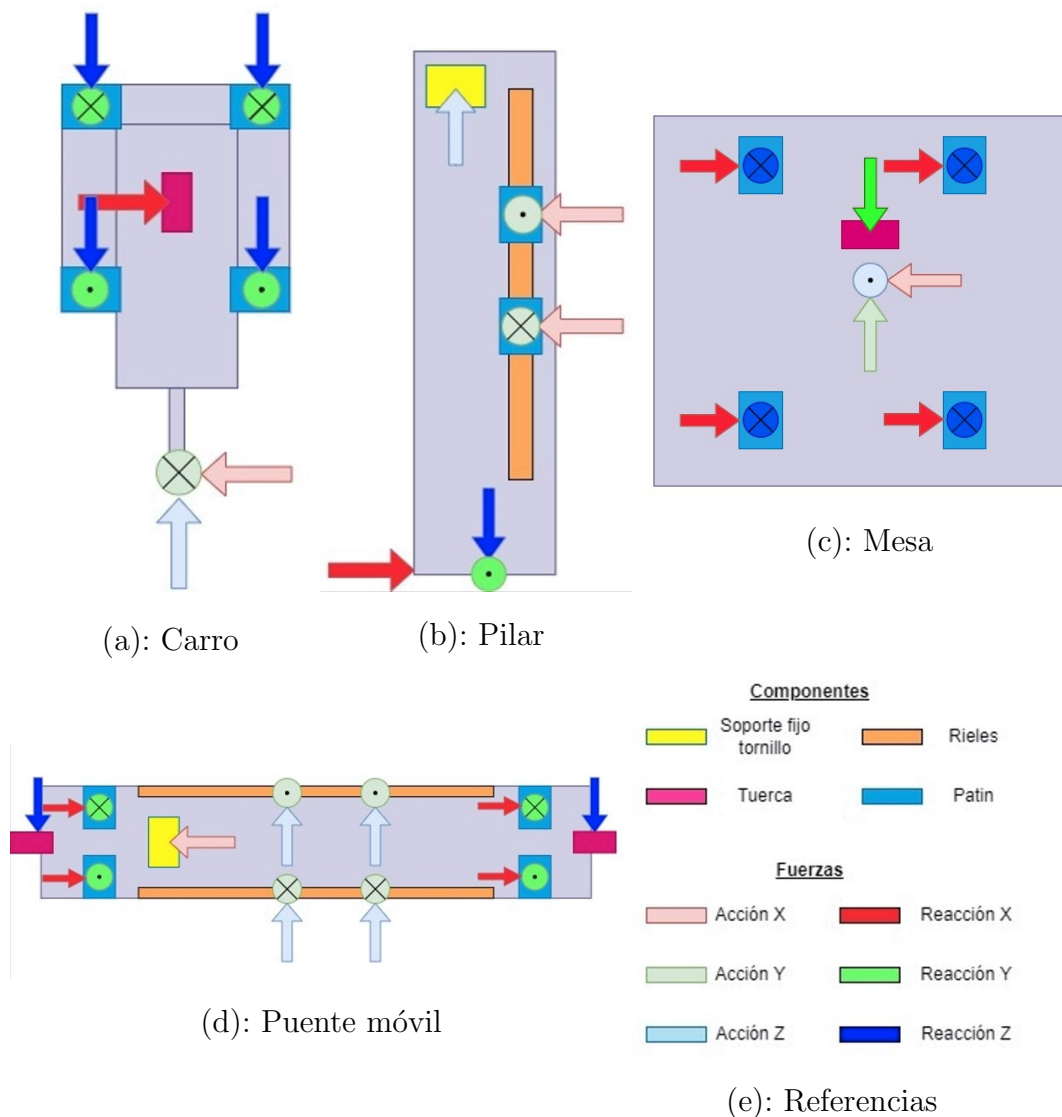 (a): Carro
(b): Pilar
(c): Mesa
(d): Puente móvil
Componentes
Soporte fijo
tornillo
Rieles
Tuerca
Patin
Fuerzas
Acción X
Reacción X
Acción Y
Reacción Y
Acción Z
Reacción Z
(e): Referencias